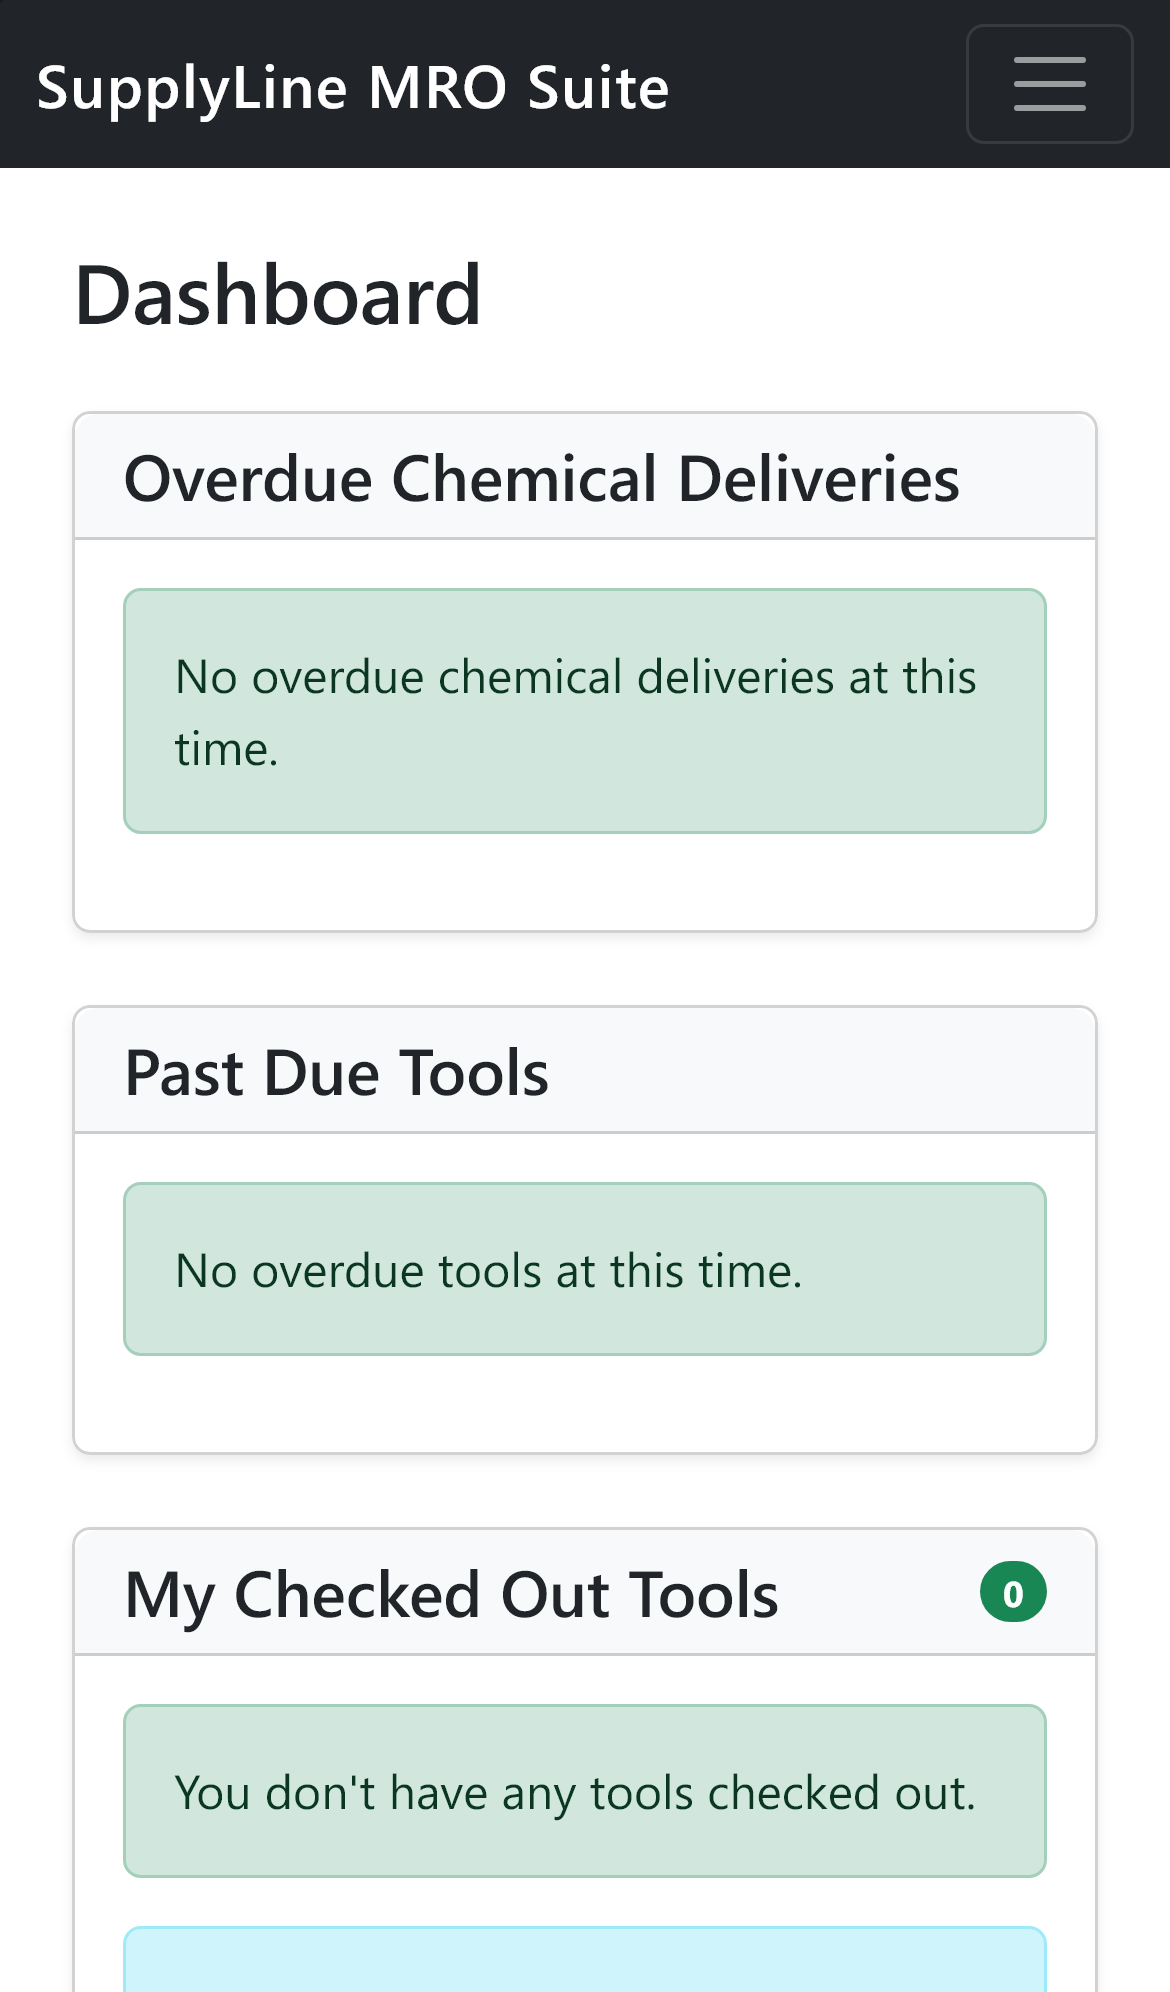 SupplyLine MRO Suite
Dashboard
Overdue Chemical Deliveries
No overdue chemical deliveries at this
time.
Past Due Tools
No overdue tools at this time.
My Checked Out Tools
0
You don't have any tools checked out.